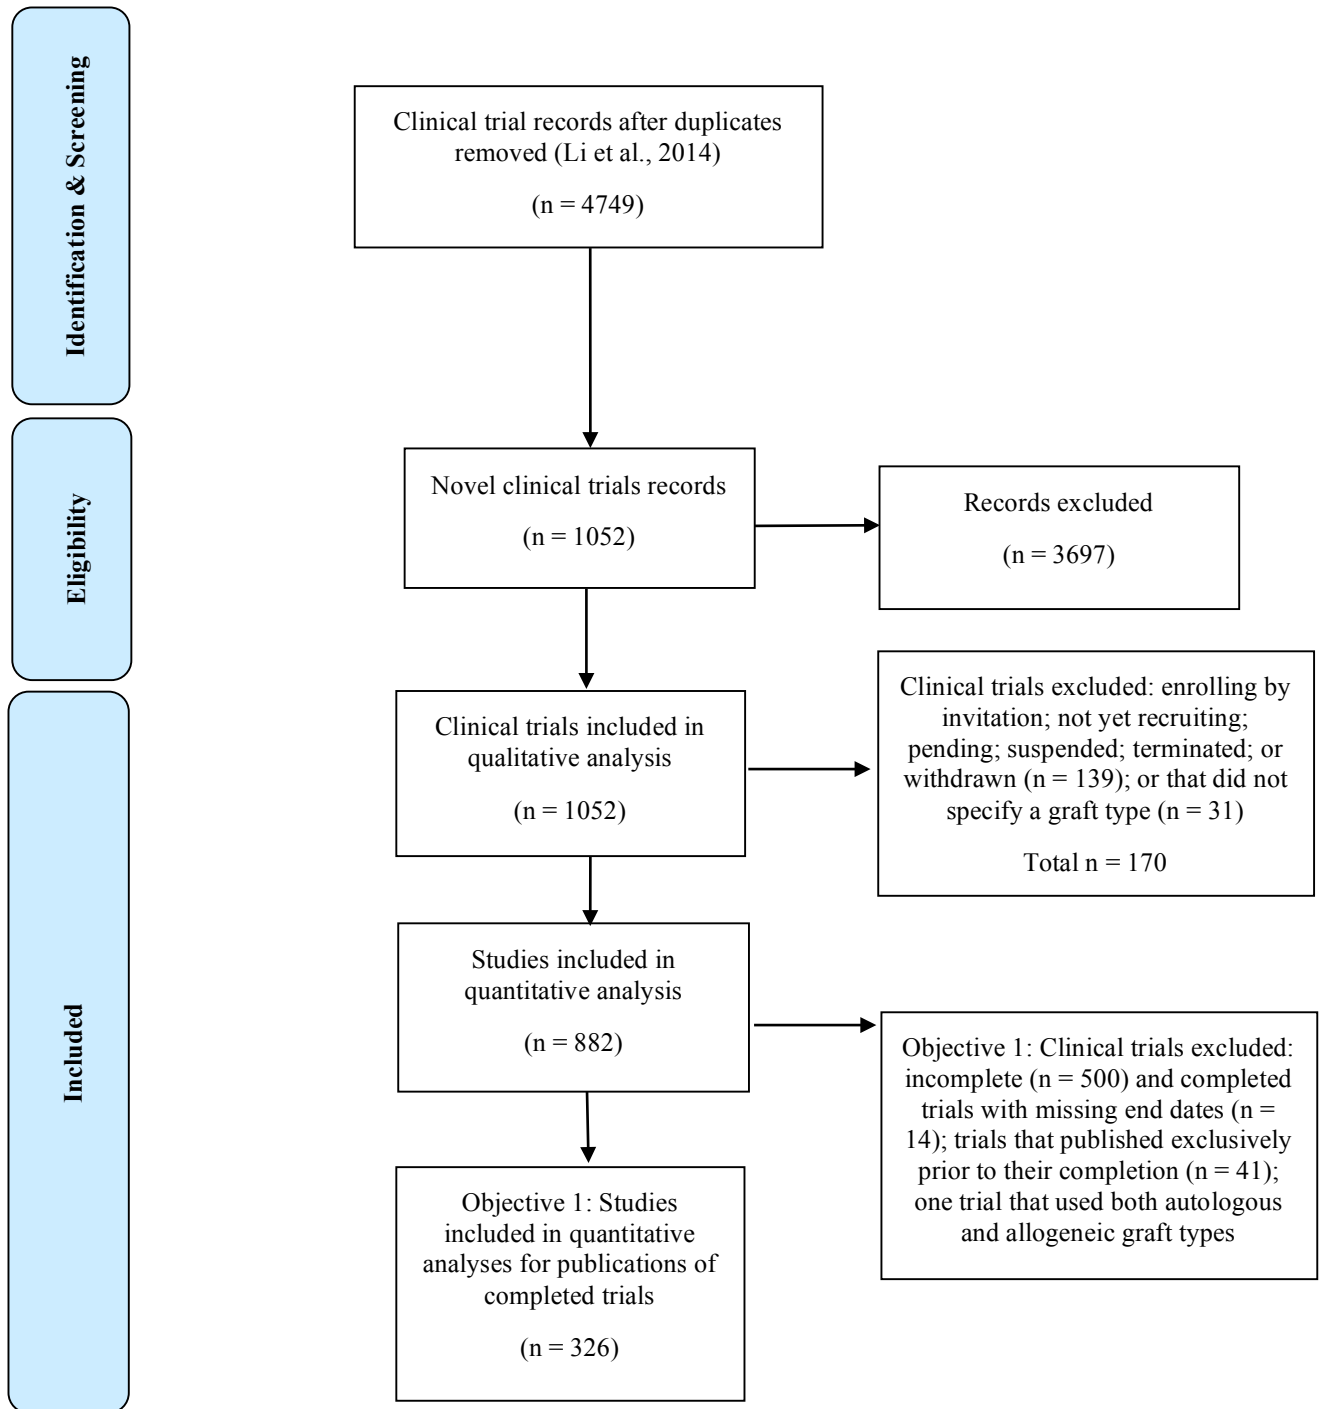 Identification & Screening
Clinical trial records after duplicates
removed (Li et al., 2014)
(n = 4749)
Eligibility
Novel clinical trials records
(n = 1052)
Records excluded
(n = 3697)
Included
Clinical trials included in
qualitative analysis
(n = 1052)
Clinical trials excluded: enrolling by
invitation; not yet recruiting;
pending; suspended; terminated; or
withdrawn (n = 139); or that did not
specify a graft type (n = 31)
Total n = 170
Studies included in
quantitative analysis
(n = 882)
Objective 1: Clinical trials excluded:
incomplete (n = 500) and completed
trials with missing end dates (n =
14); trials that published exclusively
prior to their completion (n = 41);
one trial that used both autologous
and allogeneic graft types
Objective 1: Studies
included in quantitative
analyses for publications of
completed trials
(n = 326)